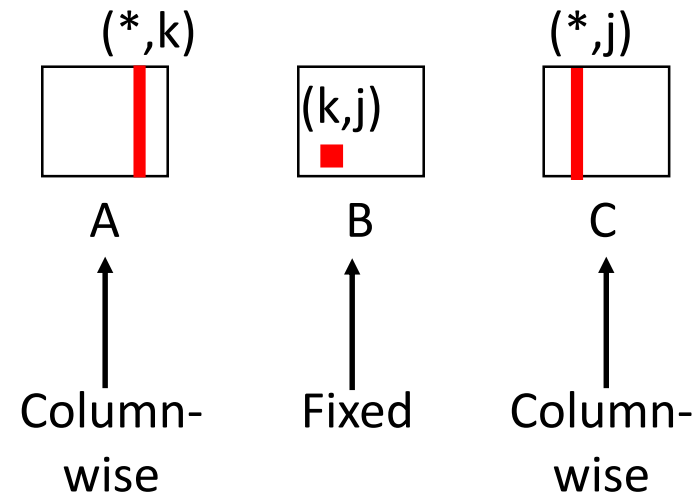 (*,k)
(*,j)
(k,j)
A
B
C
Column-
wise
Fixed
Column-
wise